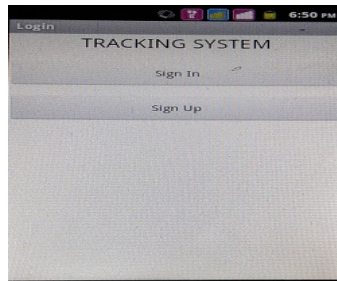 6:50 PM
Login
TRACKING SYSTEM
Sign In
Sign Up